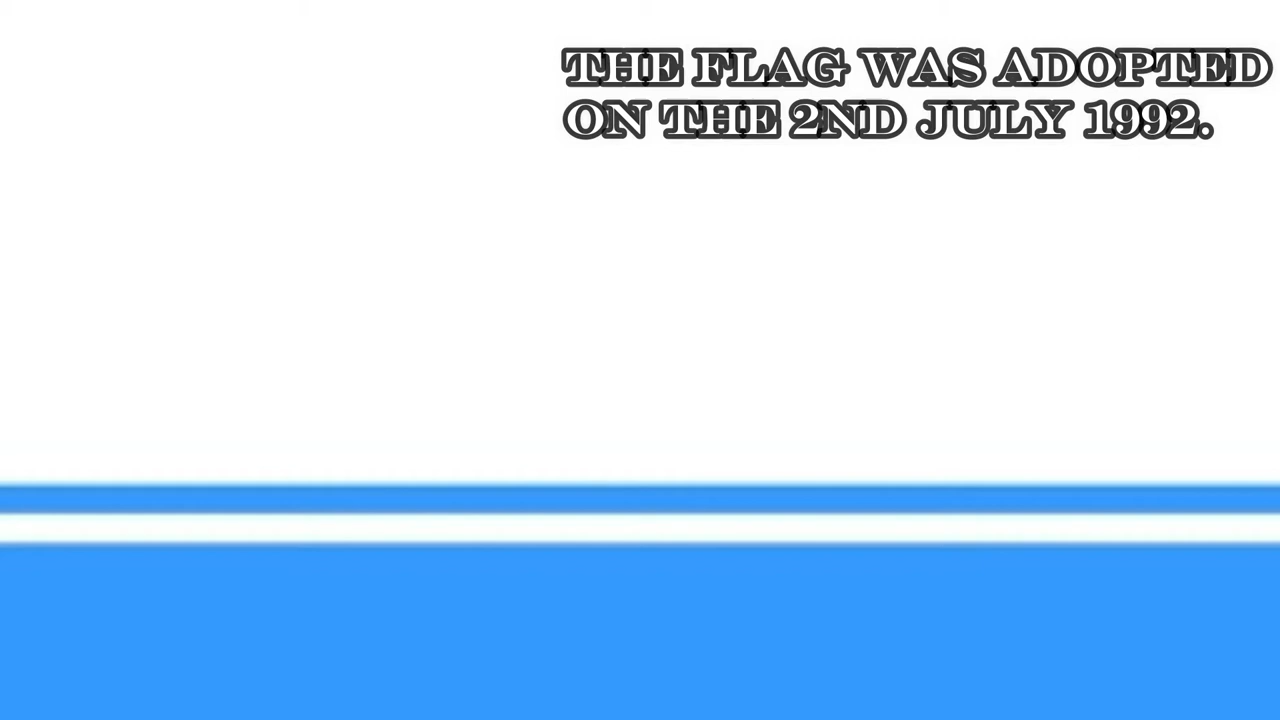 THE FLAG WAS ADOPTED
ON THE 2ND JULY 1992.